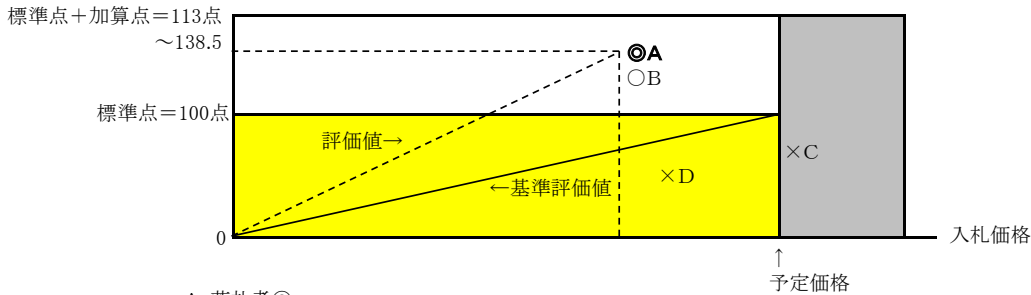 標準点＋加算点＝113点
～138.5
◎A
○B
標準点＝100点
評価値→
×C
×D
←基準評価値
0
入札価格
↑
予定価格